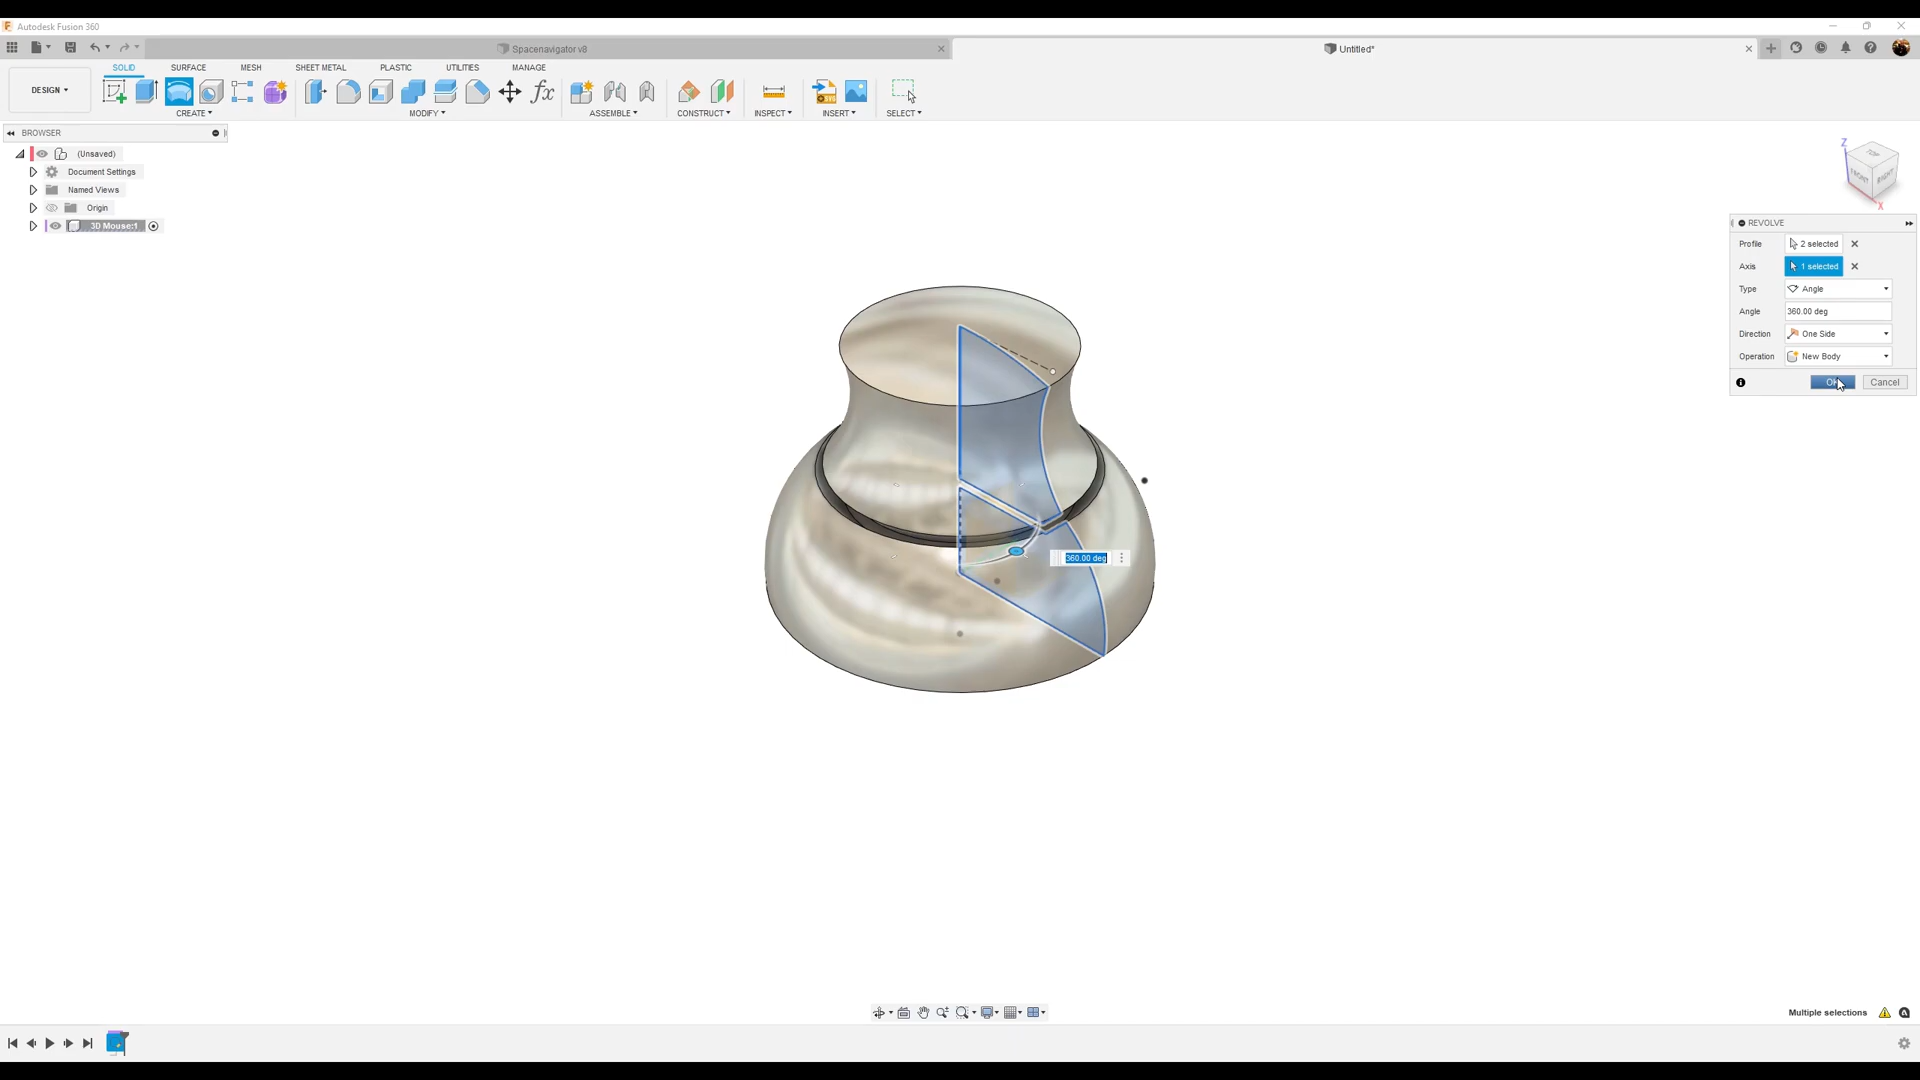 Autodesk Fusion 360
Spacenavigator v8
Untitled*
DESIGN
SOLID
SURFACE
MESH
SHEET METAL
PLASTIC
UTILITIES
MANAGE
CREATE
MODIFY
ASSEMBLE
CONSTRUCT
INSPECT
INSERT
SELECT
BROWSER
(Unsaved)
Document Settings
Named Views
Origin
3D Mouse:1
Z
TOP
FRONT
RIGHT
X
REVOLVE
Profile 2 selected
Axis 1 selected
Type Angle
Angle 360.00 deg
Direction One Side
Operation New Body
Cancel
360.00 deg
Multiple selections